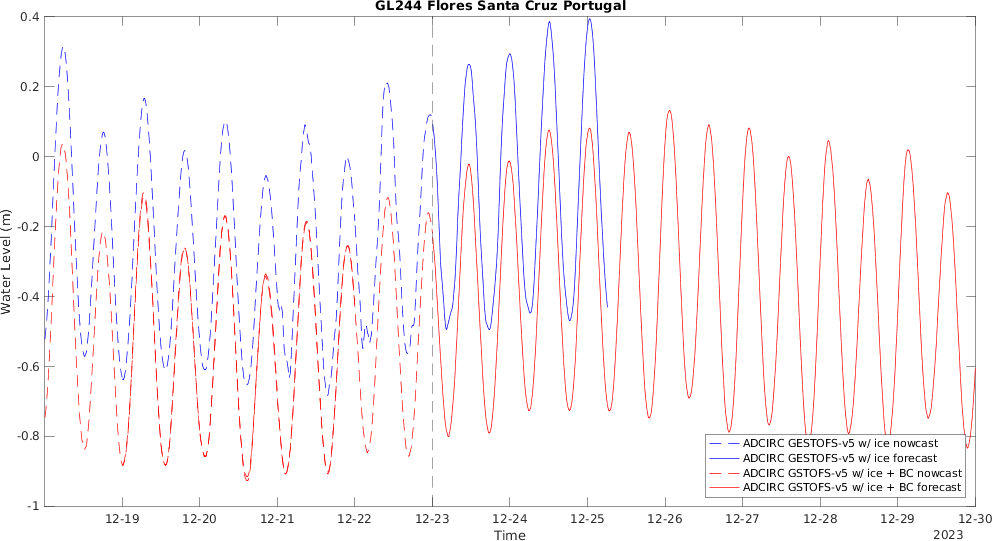 GL244 Flores Santa Cruz Portugal
0.4
0.2
0
-0.2
-0.4
-0.6
-0.8
-1
Water Level (m)
ADCIRC GESTOFS-v5 w/ ice nowcast
ADCIRC GESTOFS-v5 w/ ice forecast
ADCIRC GSTOFS-v5 w/ ice + BC nowcast
ADCIRC GSTOFS-v5 w/ ice + BC forecast
12-19 12-20 12-21 12-22 12-23 12-24 12-25 12-26 12-27 12-28 12-29 12-30
Time
2023